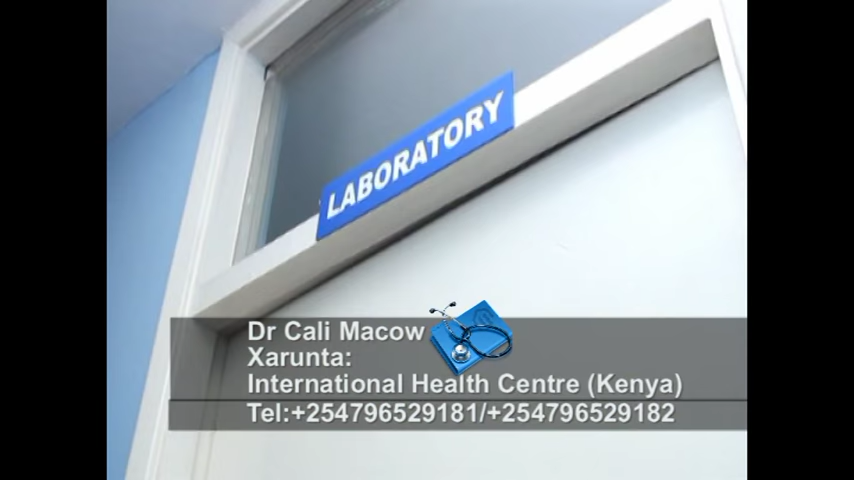 LABORATORY
Dr Cali Macow
Xarunta:
International Health Centre (Kenya)
Tel:+254796529181/+254796529182